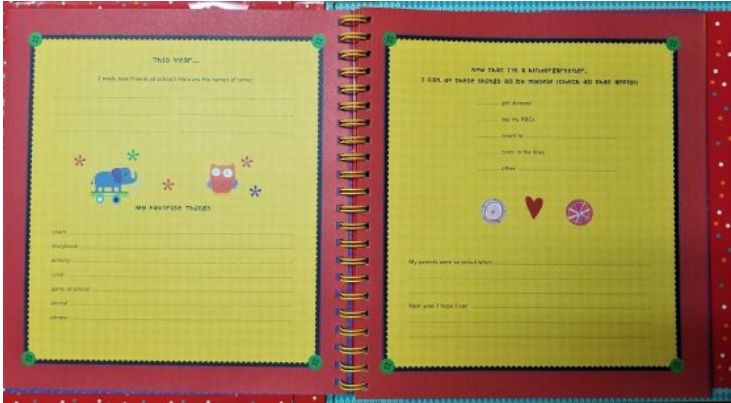 This Year...
I made new friends at school! Here are the names of some:
My Favorite Things
snack
storybook
activity
color
game at school
animal
phrase
Now that I'm a kindergartener,
I can do these things all by myself (check all that apply):
get dressed
say my ABCs
count to
color in the lines
other
My parents were so proud when
Next year, I hope I can